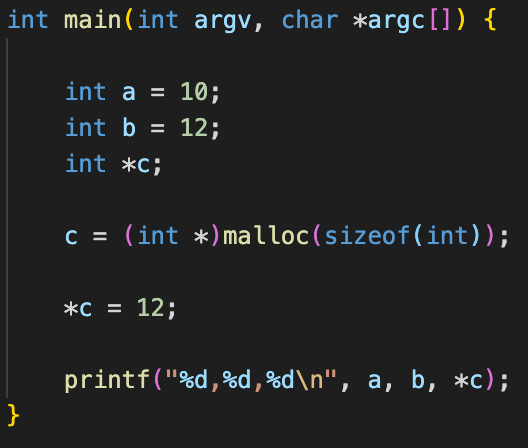 int main(int argv, char *argc[]) {
int a = 10;
int b = 12;
int *c;
c = (int *)malloc(sizeof(int));
*c = 12;
printf("%d,%d,%d\n", a, b, *c);
}